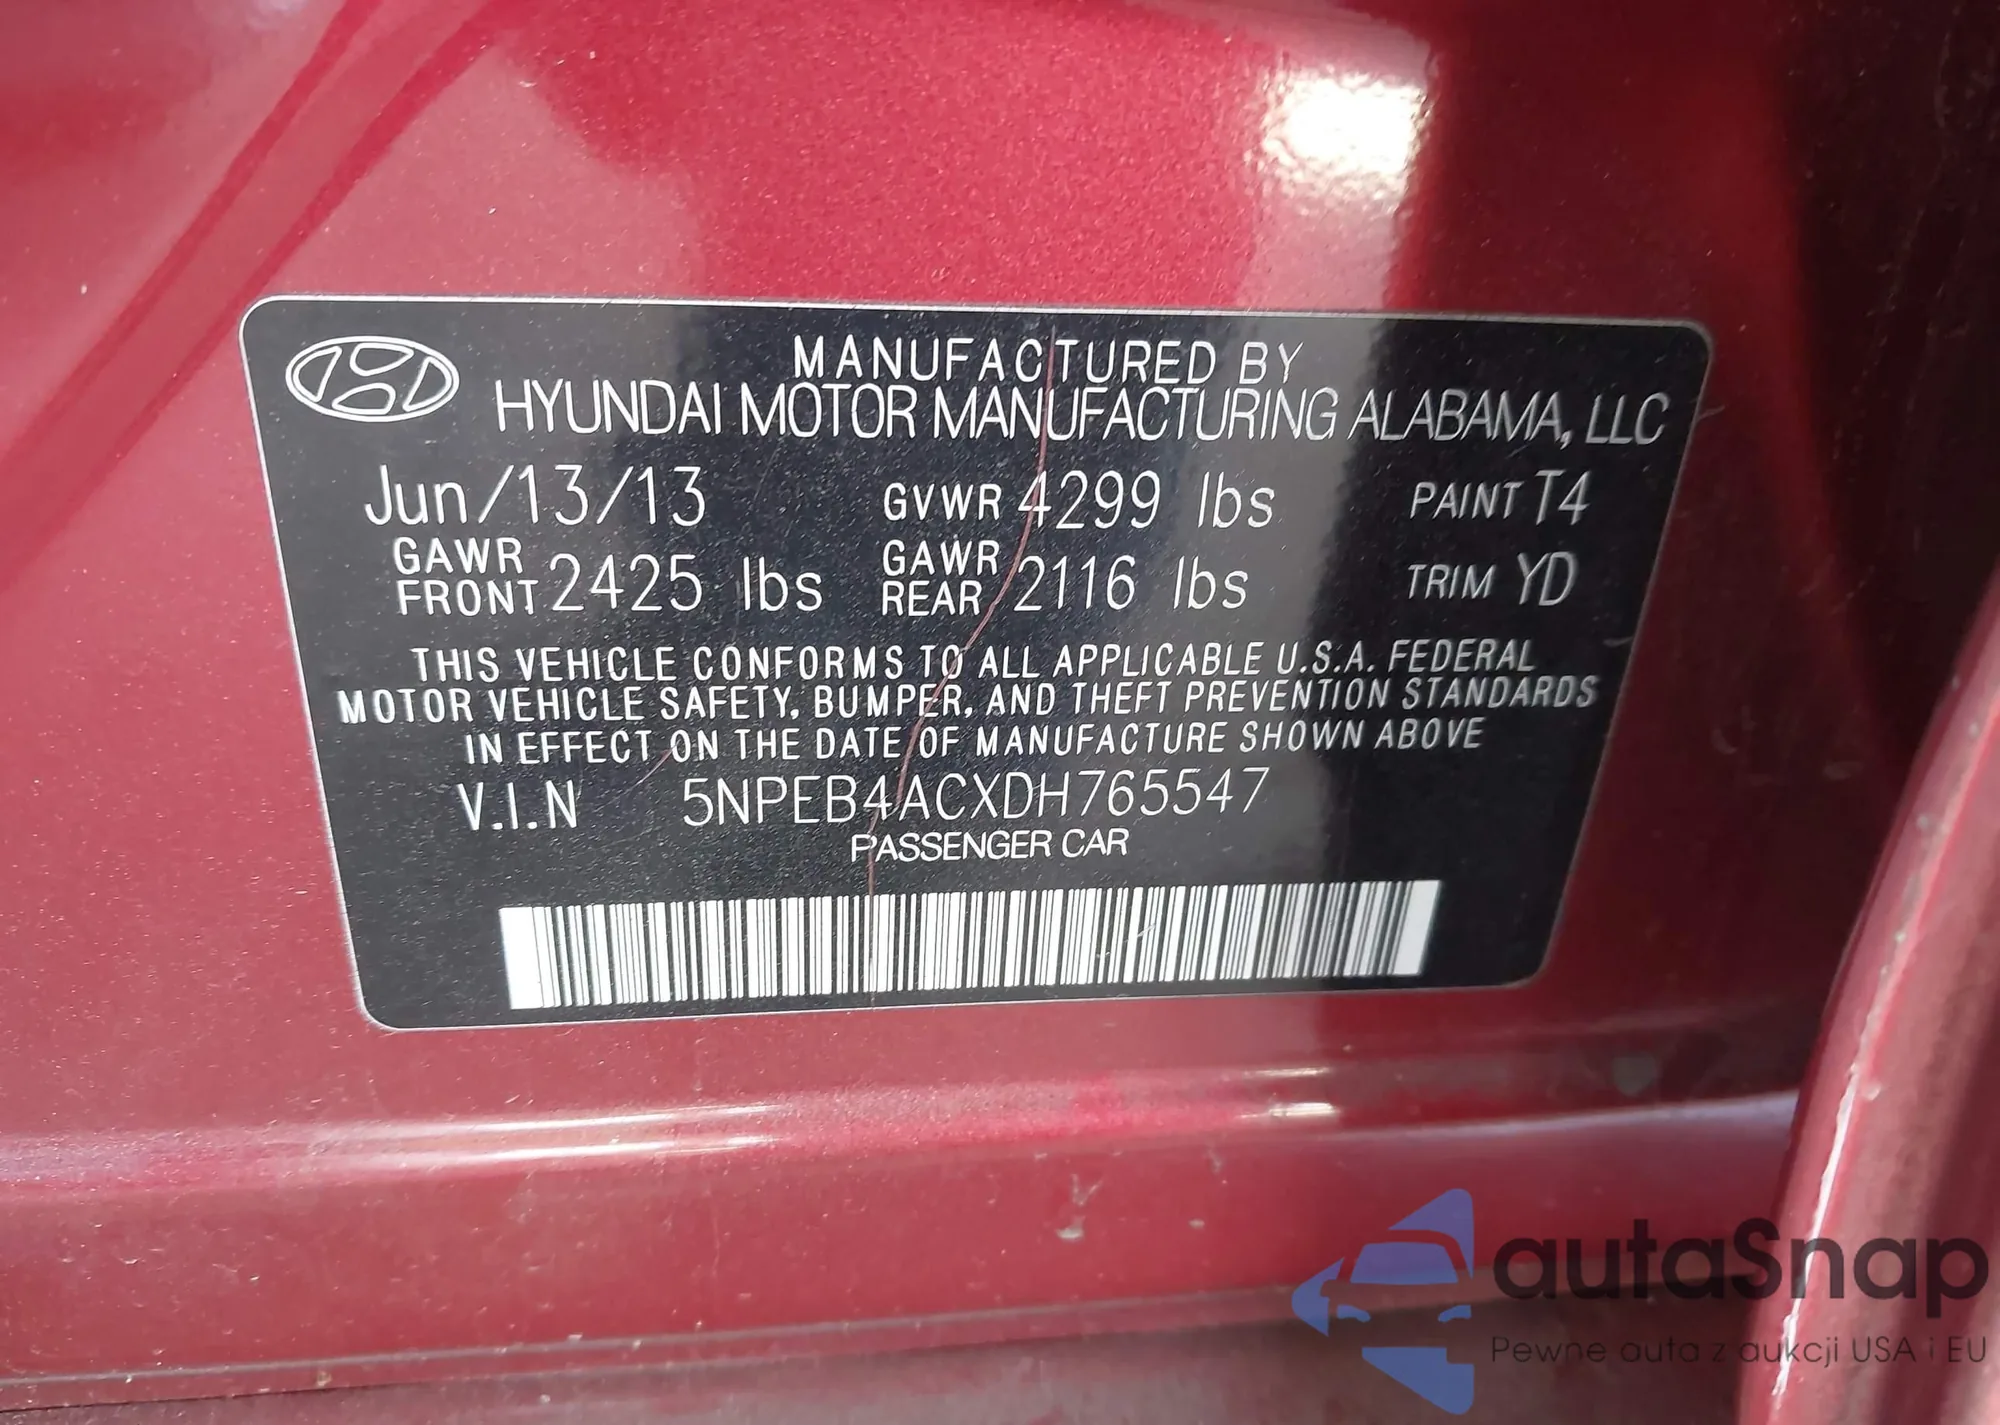 MANUFACTURED BY
HYUNDAI MOTOR MANUFACTURING ALABAMA, LLC
Jun/13/13 GVWR 4299 lbs PAINT T4
GAWR FRONT 2425 lbs GAWR REAR 2116 lbs TRIM YD
THIS VEHICLE CONFORMS TO ALL APPLICABLE U.S.A. FEDERAL
MOTOR VEHICLE SAFETY, BUMPER, AND THEFT PREVENTION STANDARDS
IN EFFECT ON THE DATE OF MANUFACTURE SHOWN ABOVE
V.I.N 5NPEB4ACXDH765547
PASSENGER CAR
autaSnap
Pewne auta z aukcji USA i EU